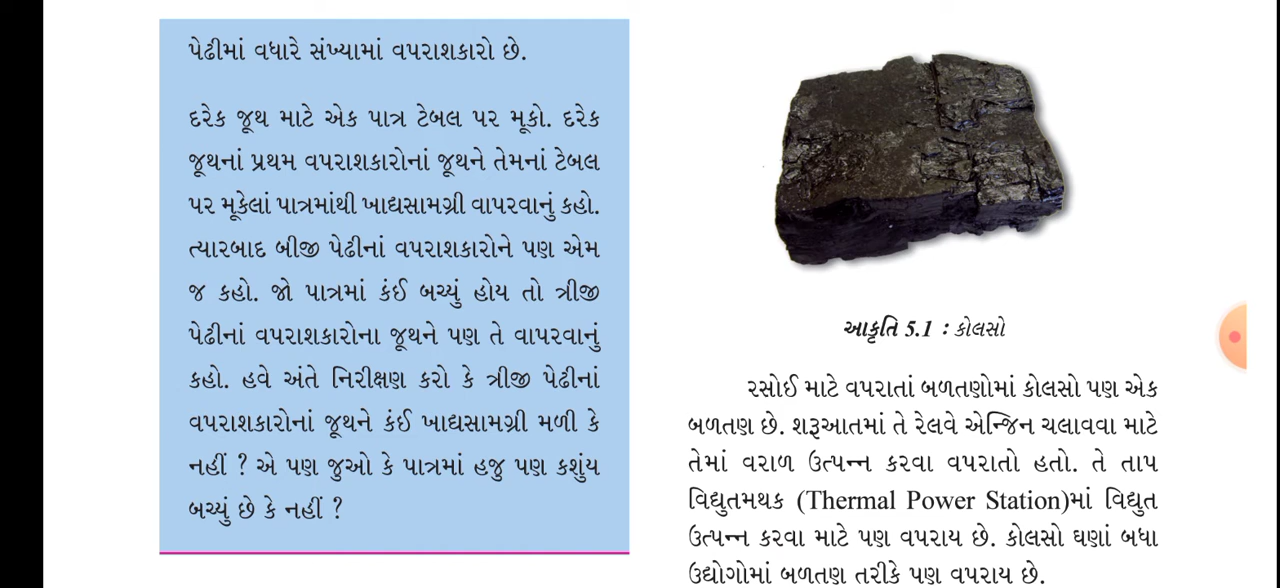 પેઢીમાં વધારે સંખ્યામાં વપરાશકારો છે.
દરેક જૂથ માટે એક પાત્ર ટેબલ પર મૂકો. દરેક
જૂથનાં પ્રથમ વપરાશકારોનાં જૂથને તેમનાં ટેબલ
પર મૂકેલાં પાત્રમાંથી ખાદ્યસામગ્રી વાપરવાનું કહો.
ત્યારબાદ બીજી પેઢીનાં વપરાશકારોને પણ એમ
જ કહો. જો પાત્રમાં કંઈ બચ્યું હોય તો ત્રીજી
પેઢીનાં વપરાશકારોના જૂથને પણ તે વાપરવાનું
કહો. હવે અંતે નિરીક્ષણ કરો કે ત્રીજી પેઢીનાં
વપરાશકારોનાં જૂથને કંઈ ખાદ્યસામગ્રી મળી કે
નહીં ? એ પણ જુઓ કે પાત્રમાં હજુ પણ કશુંય
બચ્યું છે કે નહીં ?
આકૃતિ 5.1 : કોલસો
રસોઈ માટે વપરાતાં બળતણોમાં કોલસો પણ એક
બળતણ છે. શરૂઆતમાં તે રેલવે એન્જિન ચલાવવા માટે
તેમાં વરાળ ઉત્પન્ન કરવા વપરાતો હતો. તે તાપ
વિદ્યુતમથક (Thermal Power Station)માં વિદ્યુત
ઉત્પન્ન કરવા માટે પણ વપરાય છે. કોલસો ઘણાં બધા
ઉદ્યોગોમાં બળતણ તરીકે પણ વપરાય છે.